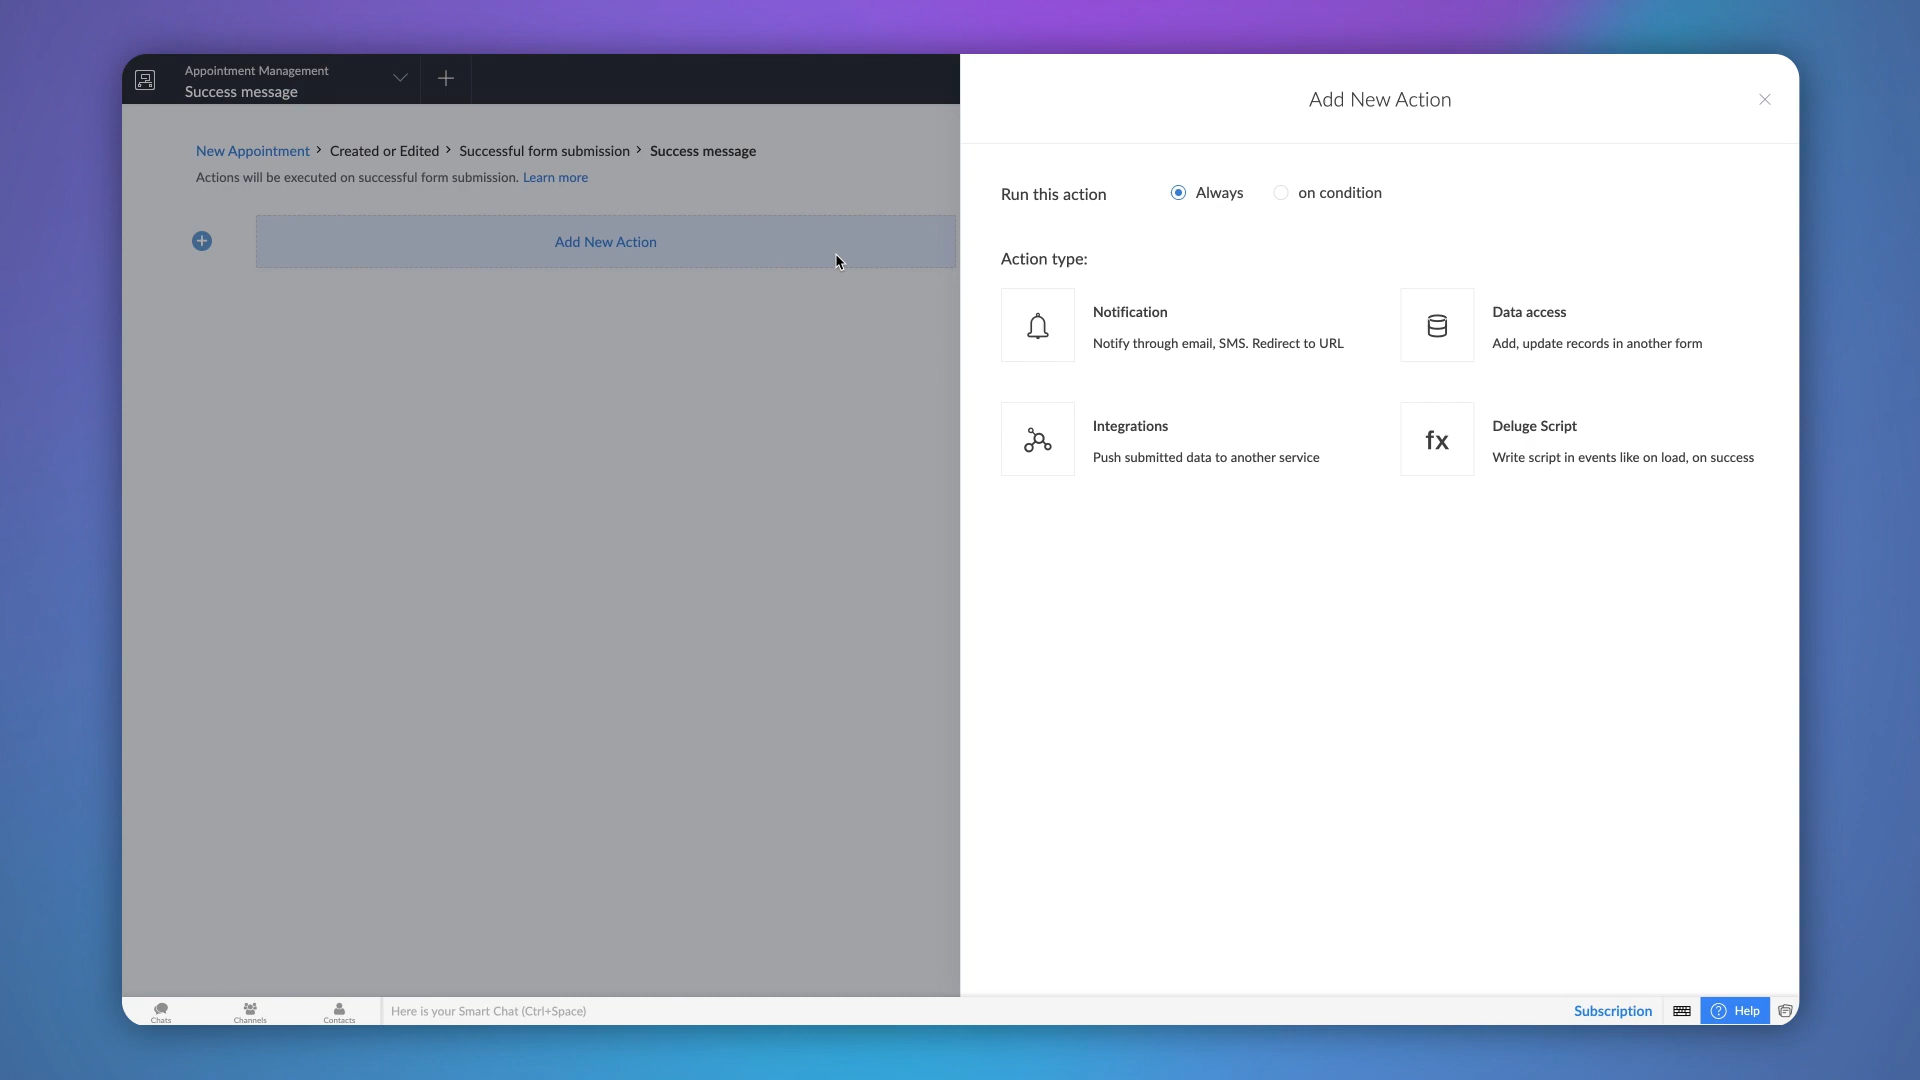 Appointment Management
Success message
New Appointment > Created or Edited > Successful form submission > Success message
Actions will be executed on successful form submission. Learn more
Add New Action
Add New Action
Run this action
Always
on condition
Action type:
Notification
Notify through email, SMS. Redirect to URL
Data access
Add, update records in another form
Integrations
Push submitted data to another service
fx
Deluge Script
Write script in events like on load, on success
Chats
Channels
Contacts
Here is your Smart Chat (Ctrl+Space)
Subscription
? Help